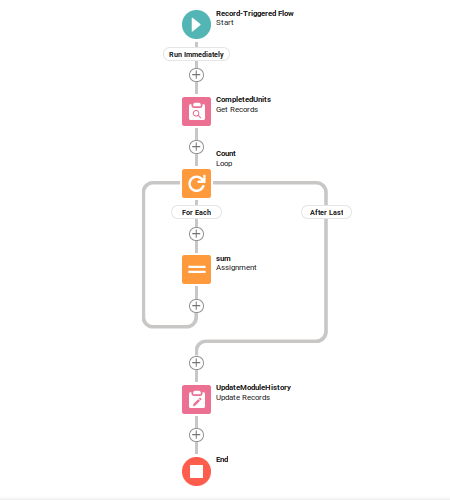 Record-Triggered Flow
Start
Run Immediately
CompletedUnits
Get Records
Count
Loop
For Each
After Last
sum
Assignment
UpdateModuleHistory
Update Records
End